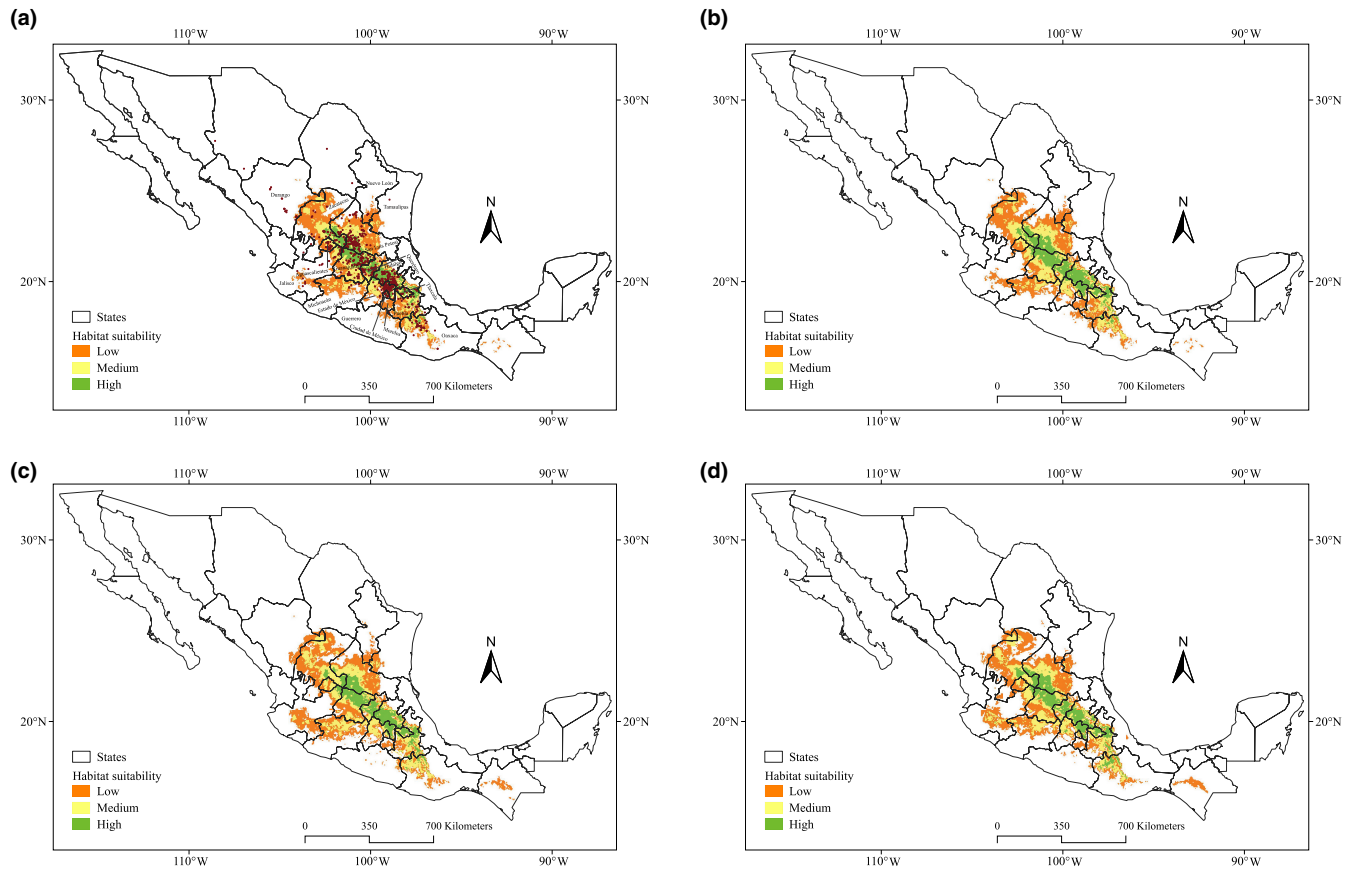 (a)
110°W 100°W 90°W
30°N 30°N
20°N 20°N
Nuevo León
Durango
Zacatecas
Tamaulipas
Jalisco
Michoacán
Estado de México
Guerrero
Ciudad de México
Morelos
Tlaxcala
Oaxaca
N
States
Habitat suitability
Low
Medium
High
0 350 700 Kilometers
110°W 100°W 90°W
(b)
110°W 100°W 90°W
30°N 30°N
20°N 20°N
N
States
Habitat suitability
Low
Medium
High
0 350 700 Kilometers
110°W 100°W 90°W
(c)
110°W 100°W 90°W
30°N 30°N
20°N 20°N
N
States
Habitat suitability
Low
Medium
High
0 350 700 Kilometers
110°W 100°W 90°W
(d)
110°W 100°W 90°W
30°N 30°N
20°N 20°N
N
States
Habitat suitability
Low
Medium
High
0 350 700 Kilometers
110°W 100°W 90°W